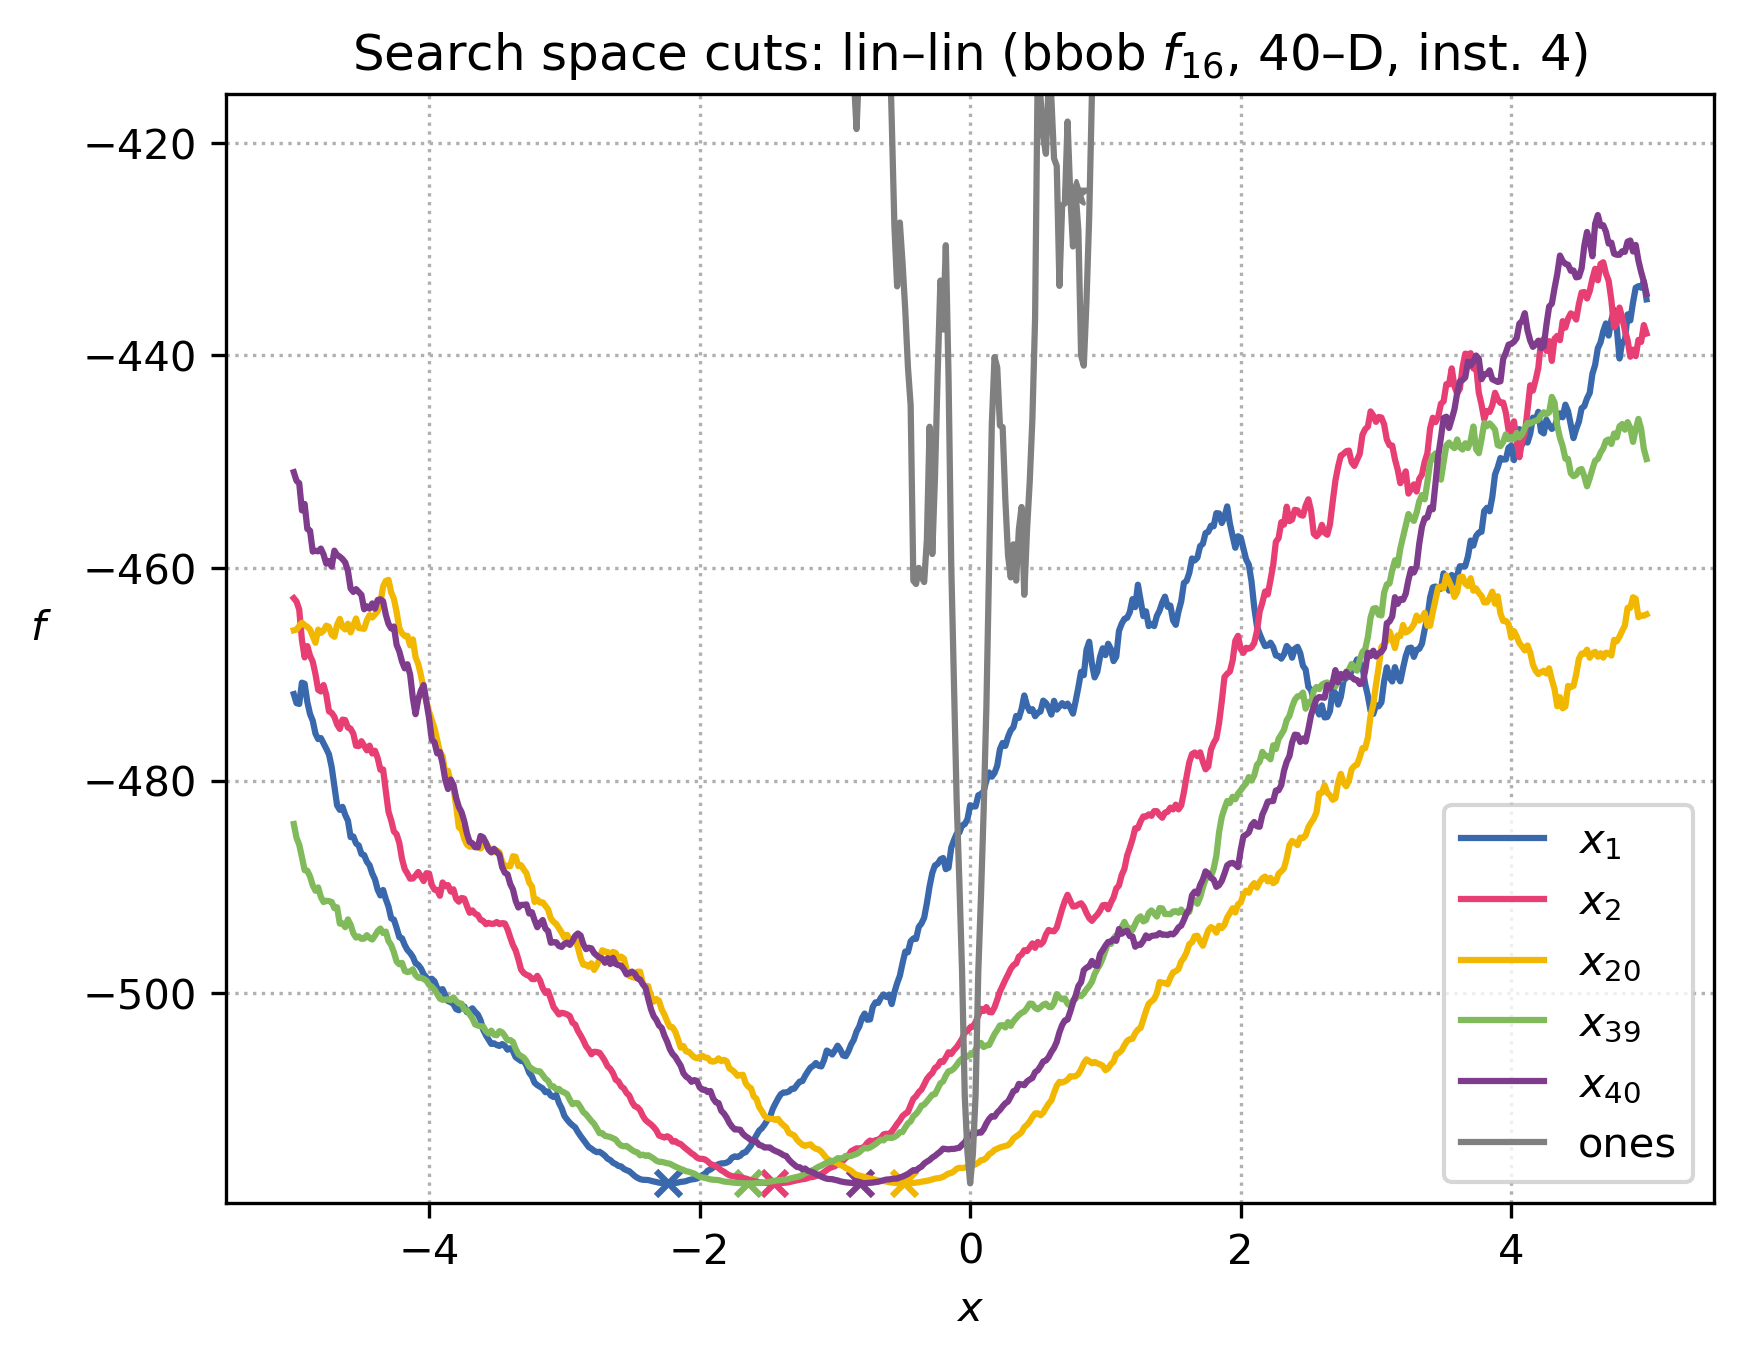 Search space cuts: lin–lin (bbob f₁₆, 40–D, inst. 4)
−420
−440
−460
−480
−500
f
−4
−2
0
2
4
x
x₁
x₂
x₂₀
x₃₉
x₄₀
ones